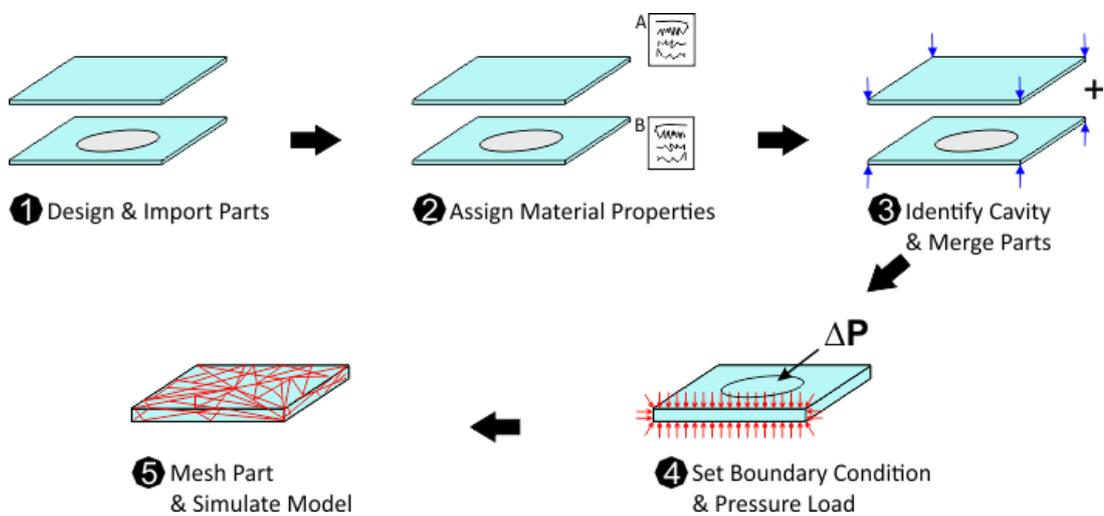 A
B
+
1 Design & Import Parts
2 Assign Material Properties
3 Identify Cavity
& Merge Parts
ΔP
5 Mesh Part
& Simulate Model
4 Set Boundary Condition
& Pressure Load